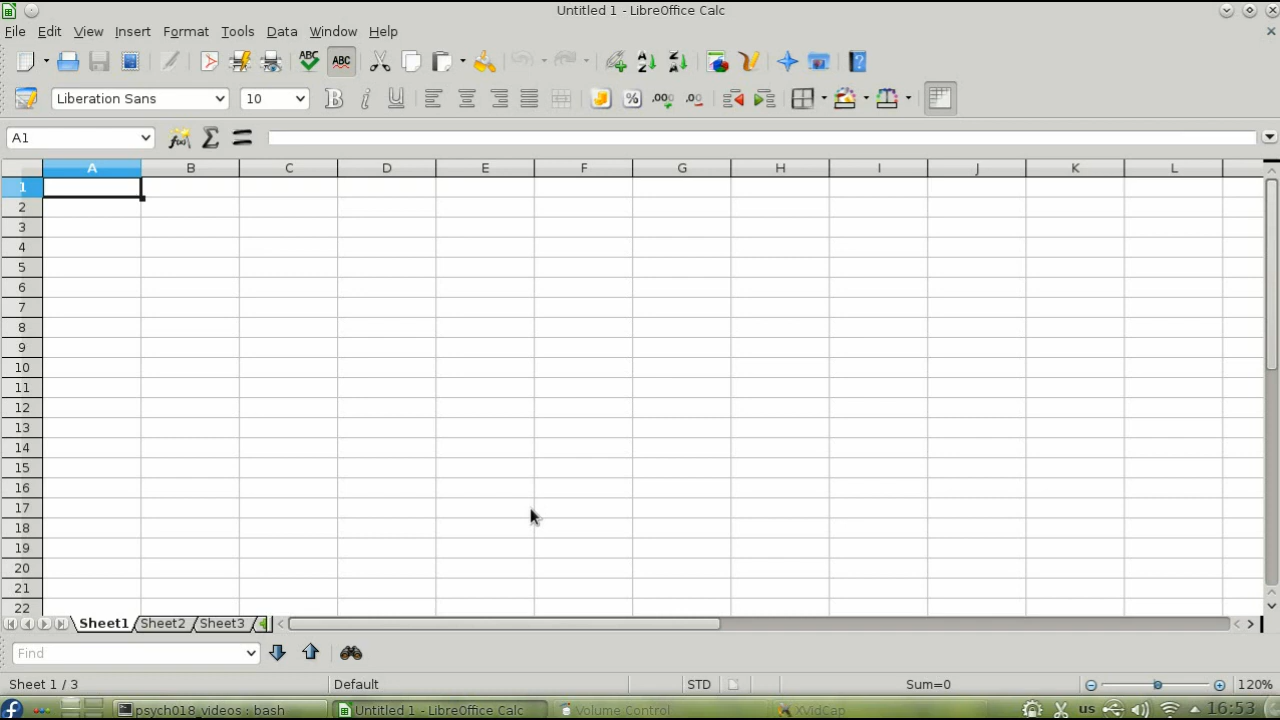 Untitled 1 - LibreOffice Calc
File Edit View Insert Format Tools Data Window Help
ABC ABC
Liberation Sans 10
A1
A B C D E F G H I J K L
1
2
3
4
5
6
7
8
9
10
11
12
13
14
15
16
17
18
19
20
21
22
Sheet1 Sheet2 Sheet3
Find
Sheet 1 / 3 Default STD Sum=0 120%
psych018_videos : bash Untitled 1 - LibreOffice Calc Volume Control XVidCap us 16:53